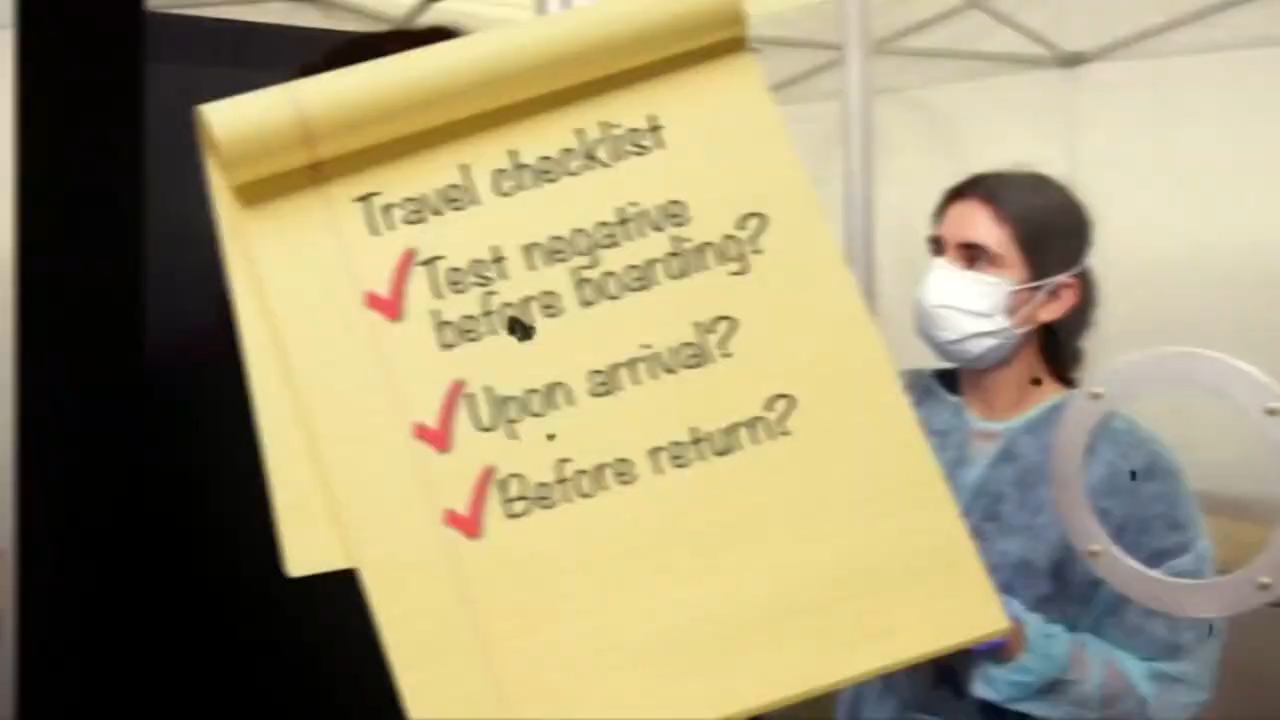 Travel checklist
Test negative
before boarding?
Upon arrival?
Before return?